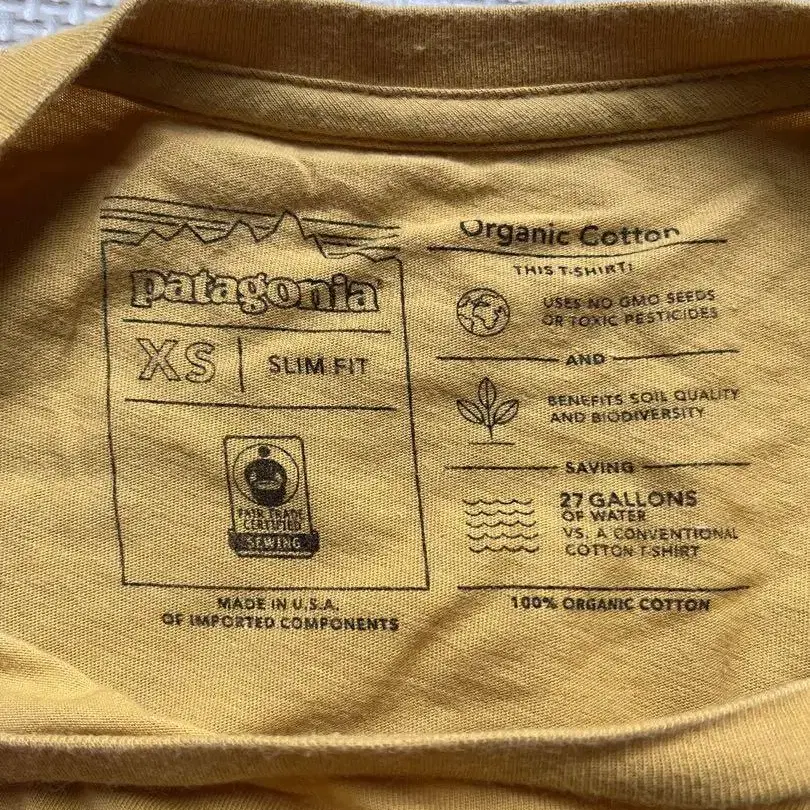 patagonia
XS | SLIM FIT
FAIR TRADE
CERTIFIED
SEWING
MADE IN U.S.A.
OF IMPORTED COMPONENTS
Organic Cotton
THIS T-SHIRT:
USES NO GMO SEEDS
OR TOXIC PESTICIDES
AND
BENEFITS SOIL QUALITY
AND BIODIVERSITY
SAVING
27 GALLONS
OF WATER
VS. A CONVENTIONAL
COTTON T-SHIRT
100% ORGANIC COTTON